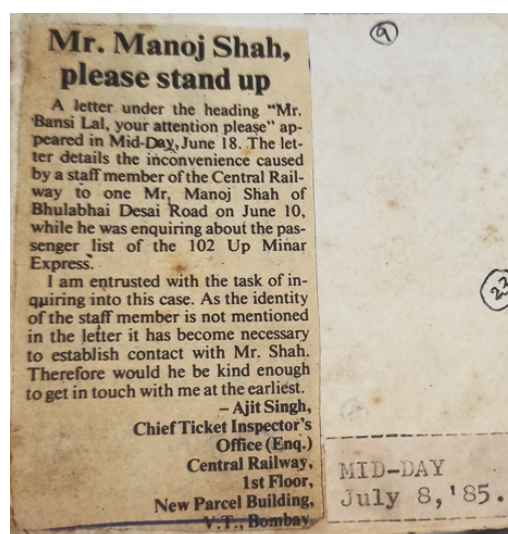 Mr. Manoj Shah,
please stand up
A letter under the heading “Mr.
Bansi Lal, your attention please” ap-
peared in Mid-Day, June 18. The let-
ter details the inconvenience caused
by a staff member of the Central Rail-
way to one Mr. Manoj Shah of
Bhulabhai Desai Road on June 10,
while he was enquiring about the pas-
senger list of the 102 Up Minar
Express.
I am entrusted with the task of in-
quiring into this case. As the identity
of the staff member is not mentioned
in the letter it has become necessary
to establish contact with Mr. Shah.
Therefore would he be kind enough
to get in touch with me at the earliest.
– Ajit Singh,
Chief Ticket Inspector's
Office (Enq.)
Central Railway,
1st Floor,
New Parcel Building,
V.T., Bombay
9
22
MID-DAY
July 8,'85.